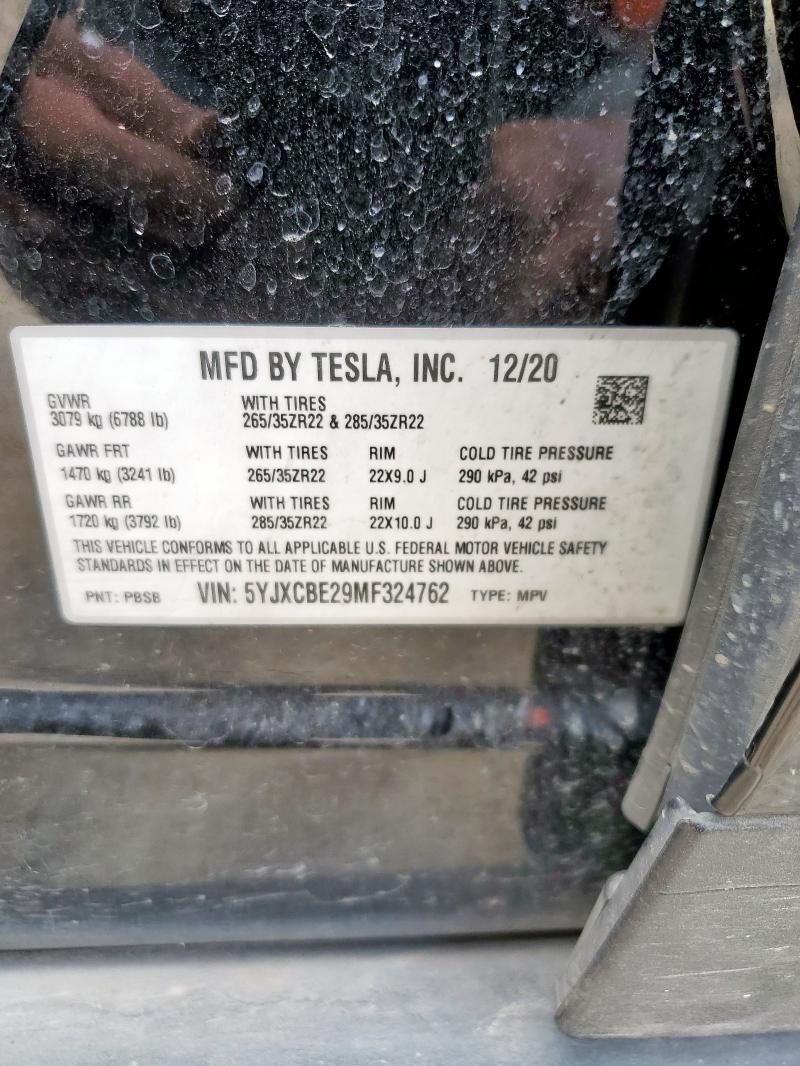 MFD BY TESLA, INC. 12/20
GVWR
3079 kg (6788 lb)
WITH TIRES
265/35ZR22 & 285/35ZR22
GAWR FRT WITH TIRES RIM COLD TIRE PRESSURE
1470 kg (3241 lb) 265/35ZR22 22X9.0 J 290 kPa, 42 psi
GAWR RR WITH TIRES RIM COLD TIRE PRESSURE
1720 kg (3792 lb) 285/35ZR22 22X10.0 J 290 kPa, 42 psi
THIS VEHICLE CONFORMS TO ALL APPLICABLE U.S. FEDERAL MOTOR VEHICLE SAFETY
STANDARDS IN EFFECT ON THE DATE OF MANUFACTURE SHOWN ABOVE.
PNT: PBSB VIN: 5YJXCBE29MF324762 TYPE: MPV